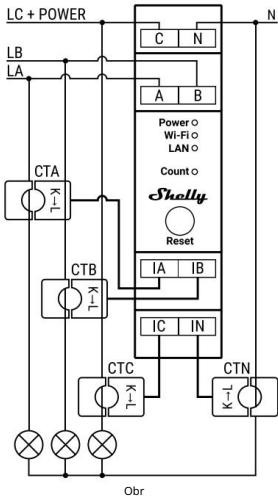 LC + POWER
N
C N
LB
LA
A B
Power
Wi-Fi
LAN
Count
CTA
K→L
Shelly
Reset
CTB
K→L
IA IB
IC IN
CTC
K→L
CTN
K→L
Obr